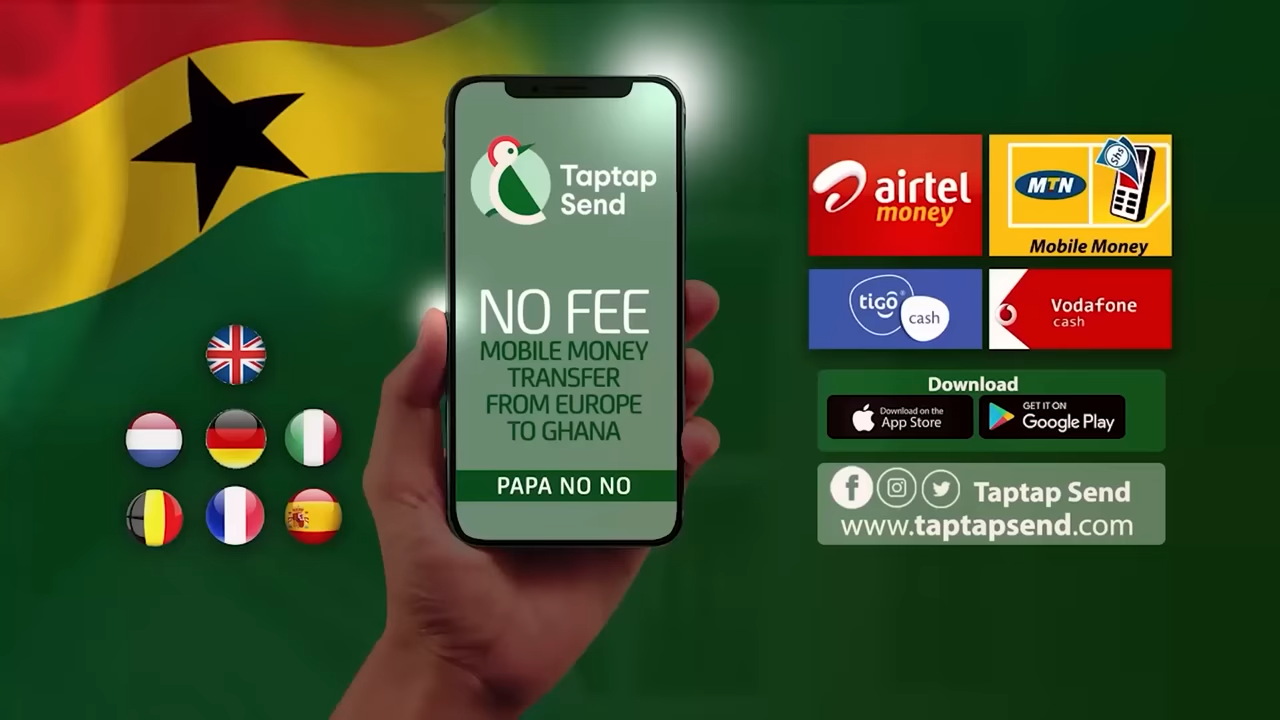 Taptap
Send
NO FEE
MOBILE MONEY
TRANSFER
FROM EUROPE
TO GHANA
PAPA NO NO
airtel
money
MTN
Shs
Mobile Money
tigo
cash
Vodafone
cash
Download
Download on the
App Store
GET IT ON
Google Play
Taptap Send
www.taptapsend.com